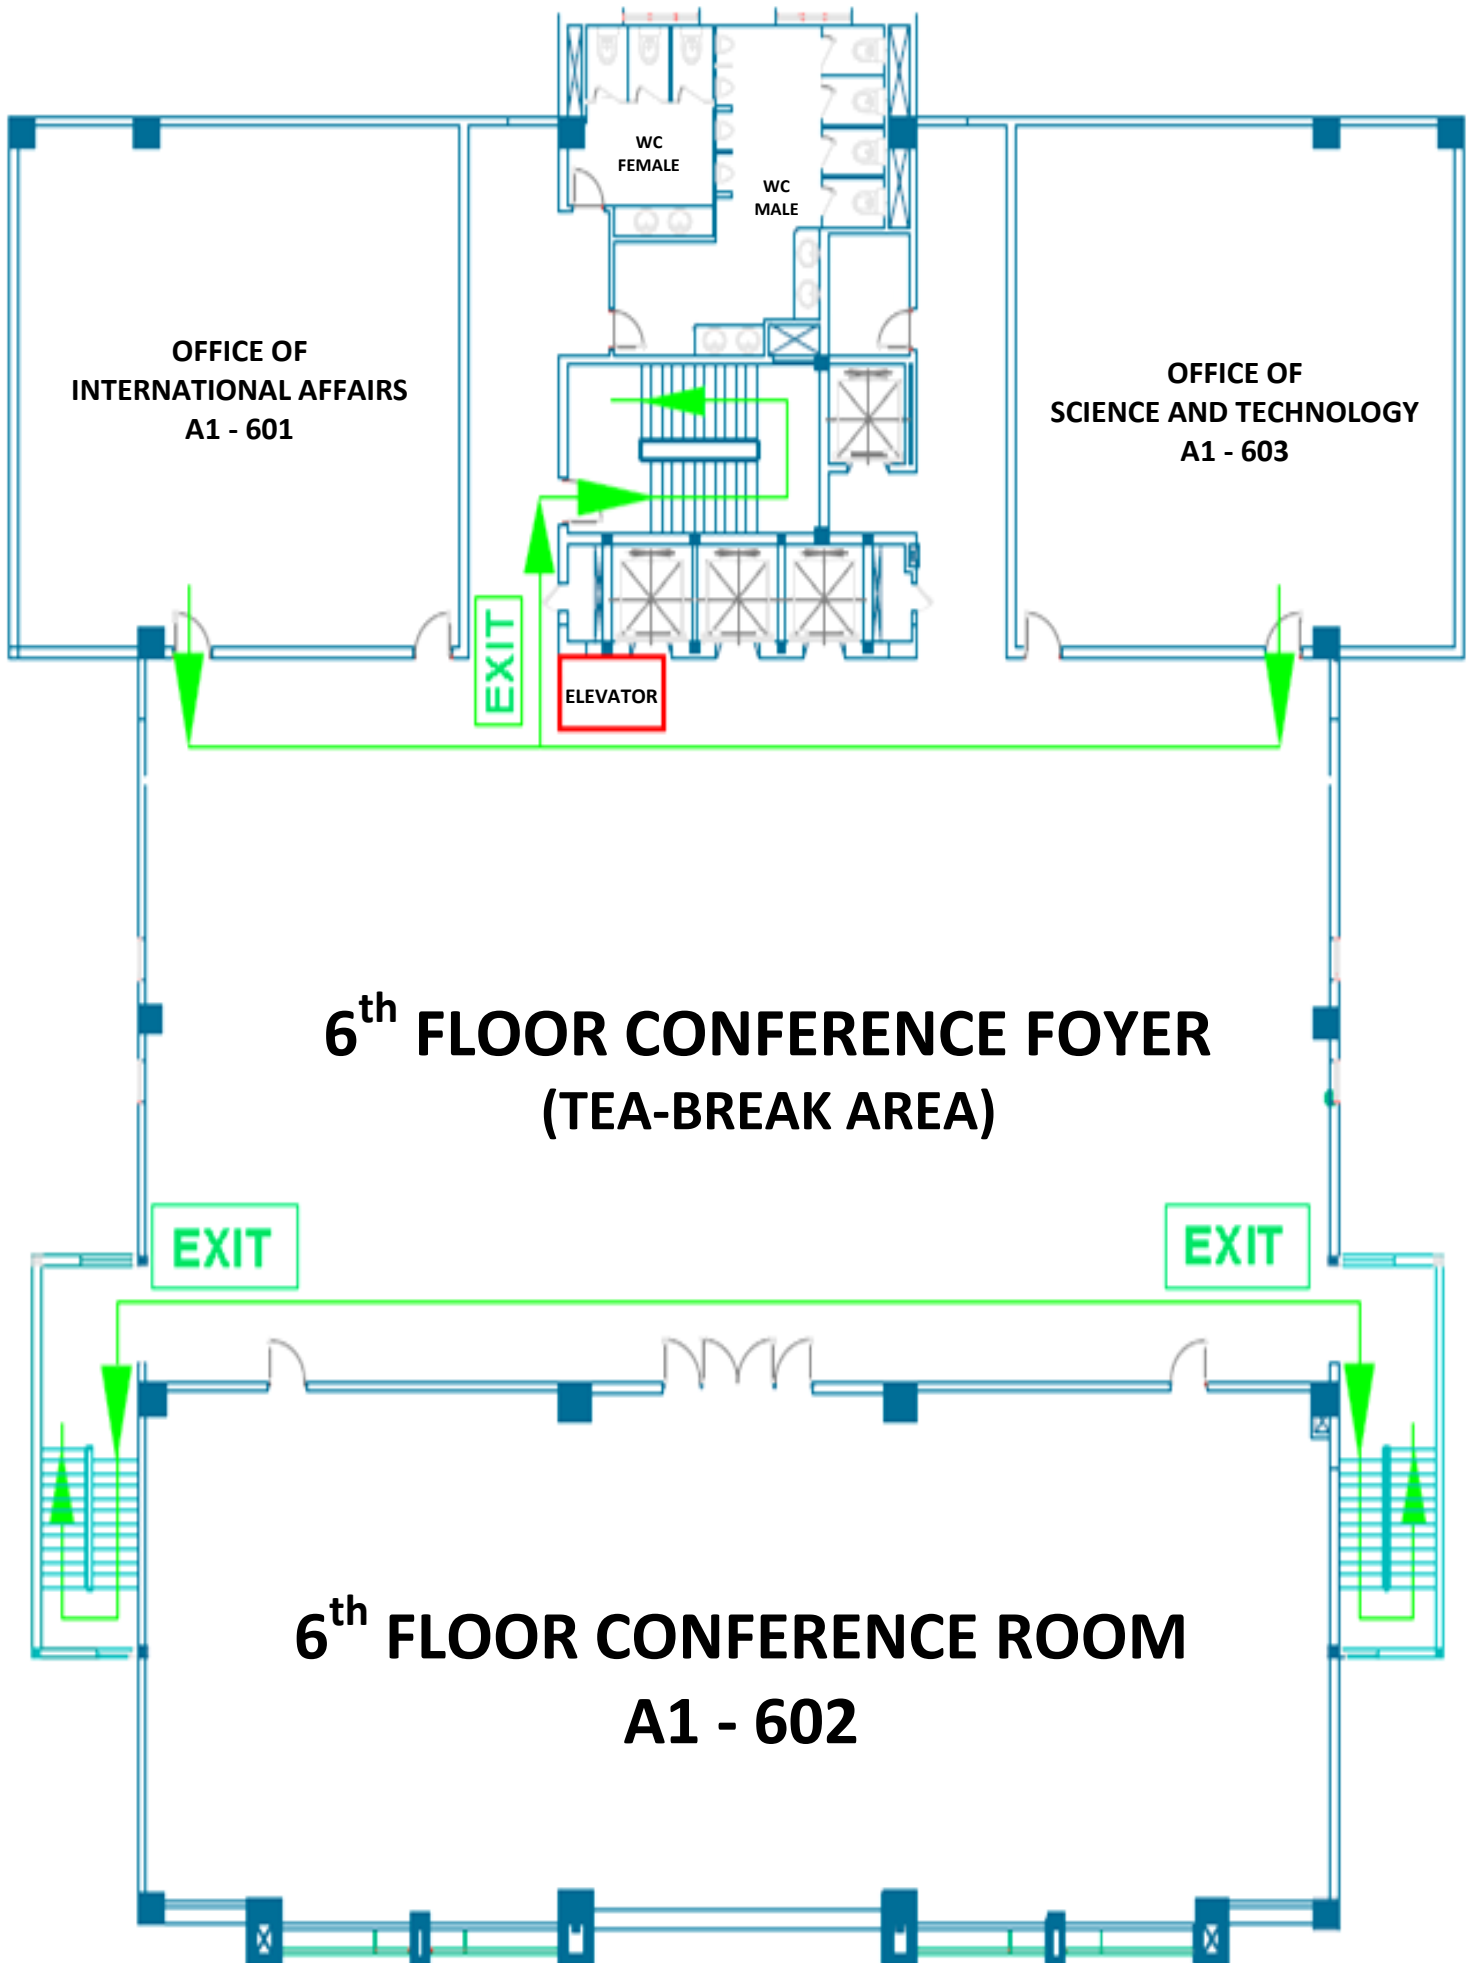 WC
FEMALE
WC
MALE
OFFICE OF
INTERNATIONAL AFFAIRS
A1 - 601
OFFICE OF
SCIENCE AND TECHNOLOGY
A1 - 603
EXIT
ELEVATOR
6th FLOOR CONFERENCE FOYER
(TEA-BREAK AREA)
EXIT
EXIT
6th FLOOR CONFERENCE ROOM
A1 - 602